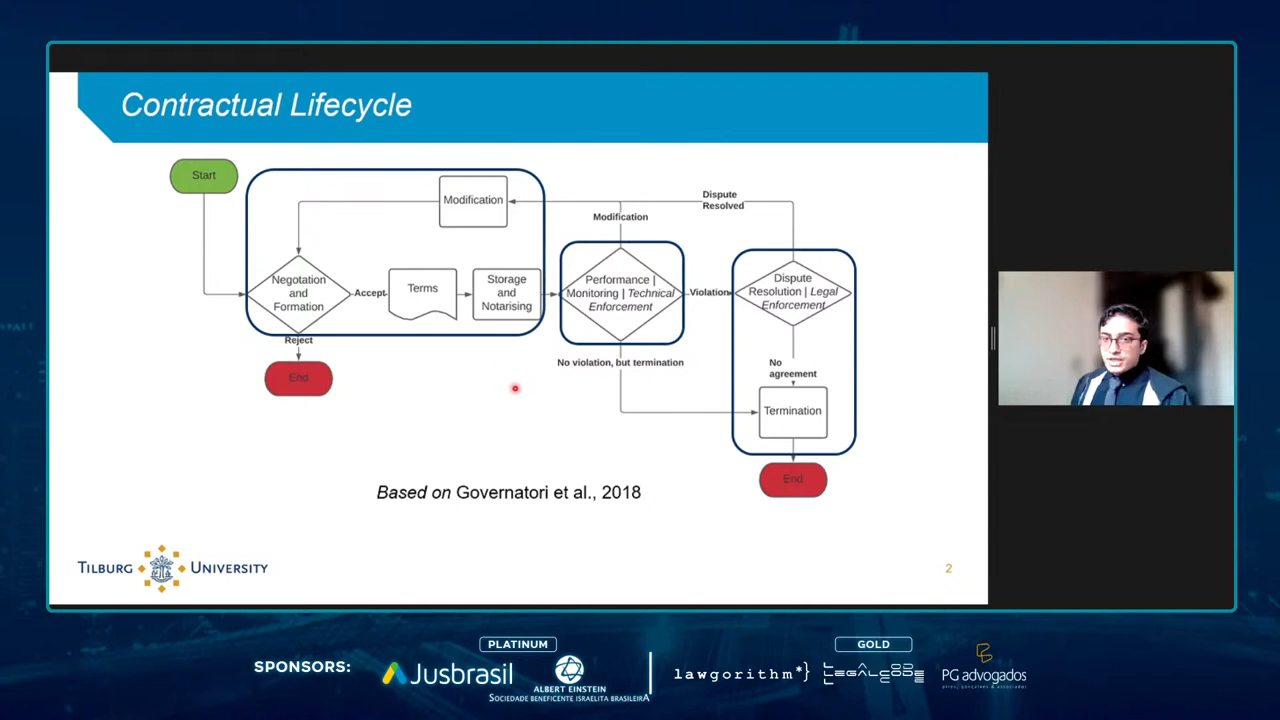 Contractual Lifecycle
Start
Modification
Dispute
Resolved
Modification
Negotation
and
Formation
Accept
Terms
Storage
and
Notarising
Performance |
Monitoring | Technical
Enforcement
Violation
Dispute
Resolution | Legal
Enforcement
Reject
End
No violation, but termination
No
agreement
Termination
End
Based on Governatori et al., 2018
TILBURG UNIVERSITY
2
SPONSORS:
PLATINUM
Jusbrasil
ALBERT EINSTEIN
SOCIEDADE BENEFICENTE ISRAELITA BRASILEIRA
GOLD
lawgorithm*}
LEGALCODE
PG advogados